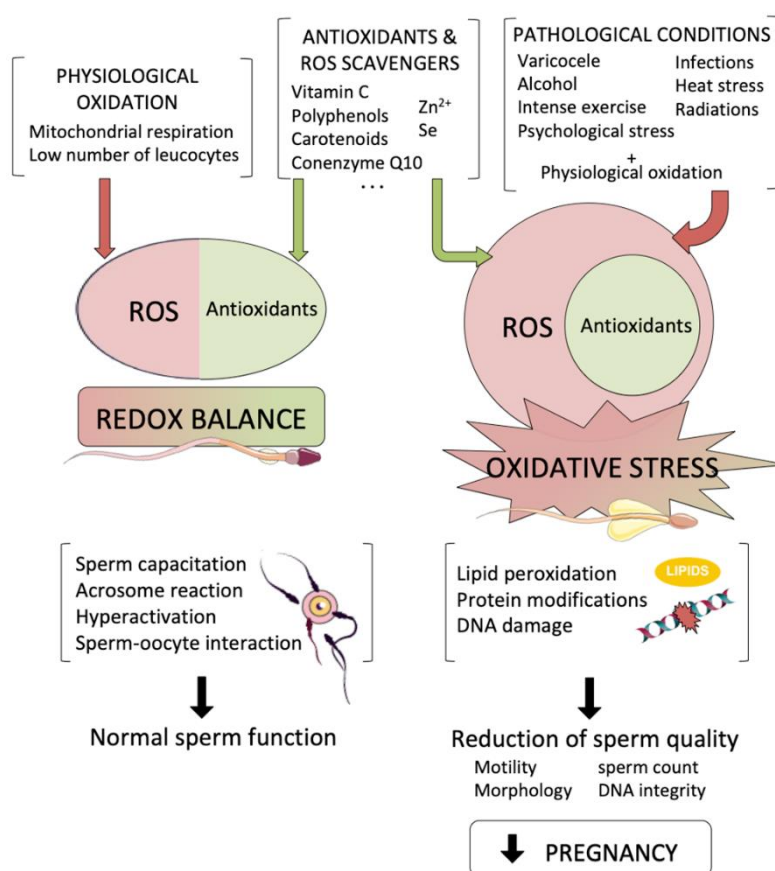 PHYSIOLOGICAL
OXIDATION
Mitochondrial respiration
Low number of leucocytes
ANTIOXIDANTS &
ROS SCAVENGERS
Vitamin C
Polyphenols
Carotenoids
Conenzyme Q10
Zn²⁺
Se
...
PATHOLOGICAL CONDITIONS
Varicocele
Alcohol
Intense exercise
Psychological stress
Infections
Heat stress
Radiations
+
Physiological oxidation
ROS
Antioxidants
REDOX BALANCE
ROS
Antioxidants
OXIDATIVE STRESS
Sperm capacitation
Acrosome reaction
Hyperactivation
Sperm-oocyte interaction
Normal sperm function
Lipid peroxidation
Protein modifications
DNA damage
LIPIDS
Reduction of sperm quality
Motility
Morphology
sperm count
DNA integrity
PREGNANCY